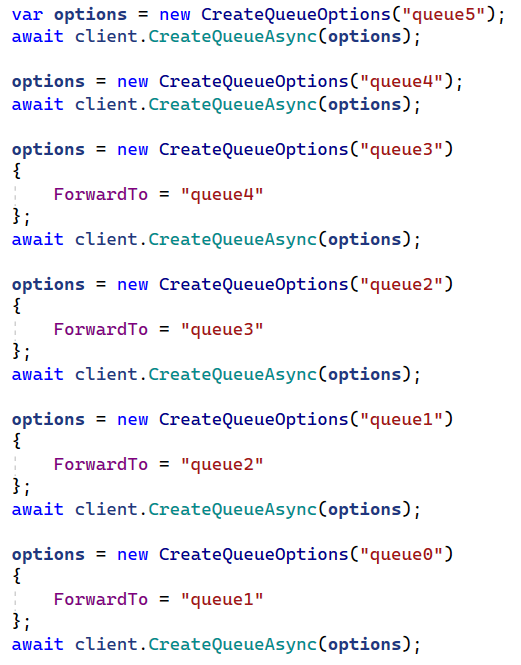 var options = new CreateQueueOptions("queue5");
await client.CreateQueueAsync(options);

options = new CreateQueueOptions("queue4");
await client.CreateQueueAsync(options);

options = new CreateQueueOptions("queue3")
{
    ForwardTo = "queue4"
};
await client.CreateQueueAsync(options);

options = new CreateQueueOptions("queue2")
{
    ForwardTo = "queue3"
};
await client.CreateQueueAsync(options);

options = new CreateQueueOptions("queue1")
{
    ForwardTo = "queue2"
};
await client.CreateQueueAsync(options);

options = new CreateQueueOptions("queue0")
{
    ForwardTo = "queue1"
};
await client.CreateQueueAsync(options);